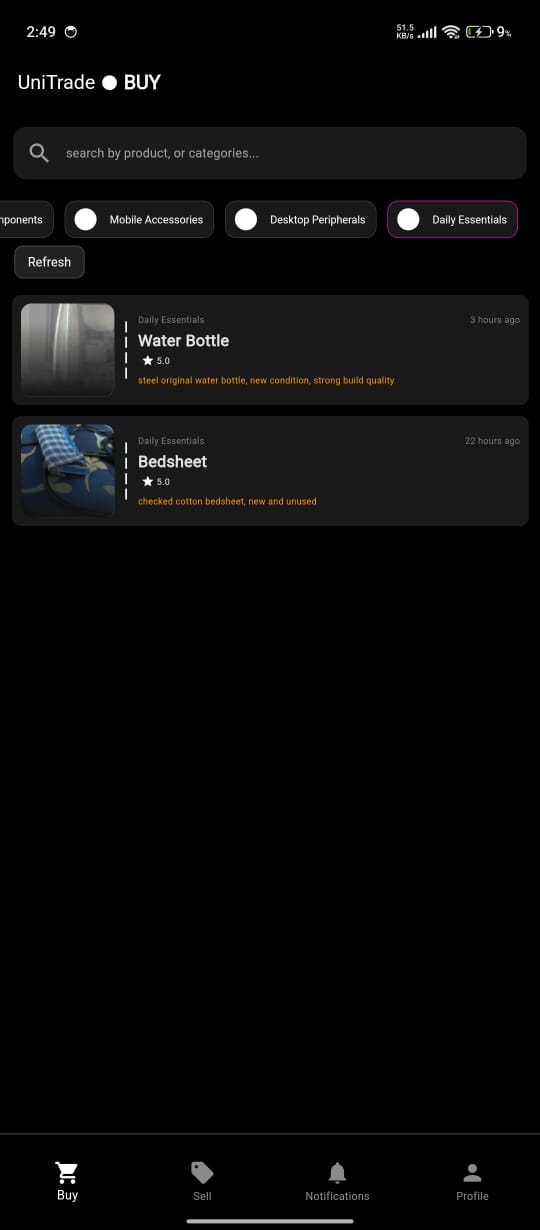 2:49
51.5 KB/s
9%
UniTrade BUY
search by product, or categories...
nponents Mobile Accessories Desktop Peripherals Daily Essentials
Refresh
Daily Essentials 3 hours ago
Water Bottle
5.0
steel original water bottle, new condition, strong build quality
Daily Essentials 22 hours ago
Bedsheet
5.0
checked cotton bedsheet, new and unused
Buy Sell Notifications Profile